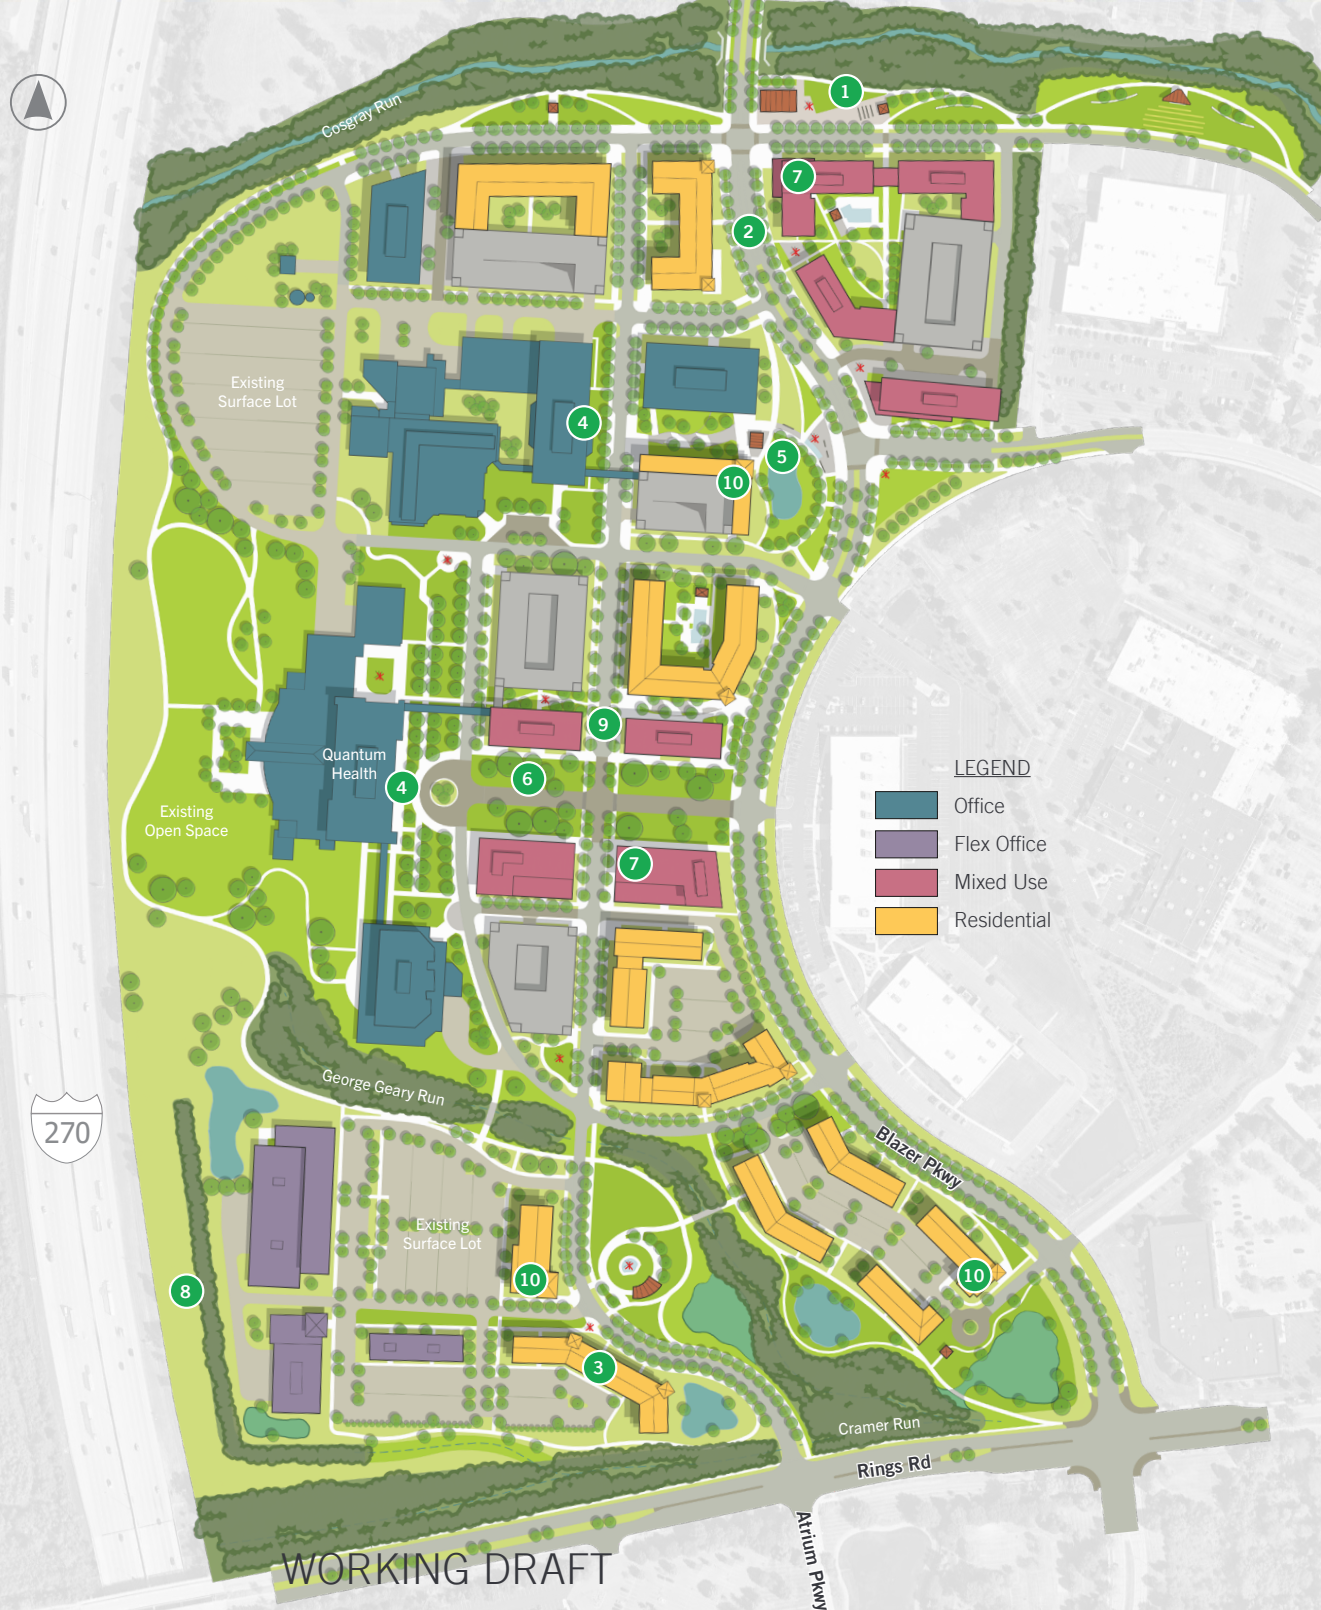 1
Cosgray Run
7
2
Existing
Surface Lot
4
5
10
9
Quantum
Health
6
4
LEGEND
Office
Flex Office
Mixed Use
Residential
Existing
Open Space
7
George Geary Run
270
Blazer Pkwy
Existing
Surface Lot
10
10
8
3
Cramer Run
Rings Rd
Atrium Pkwy
WORKING DRAFT